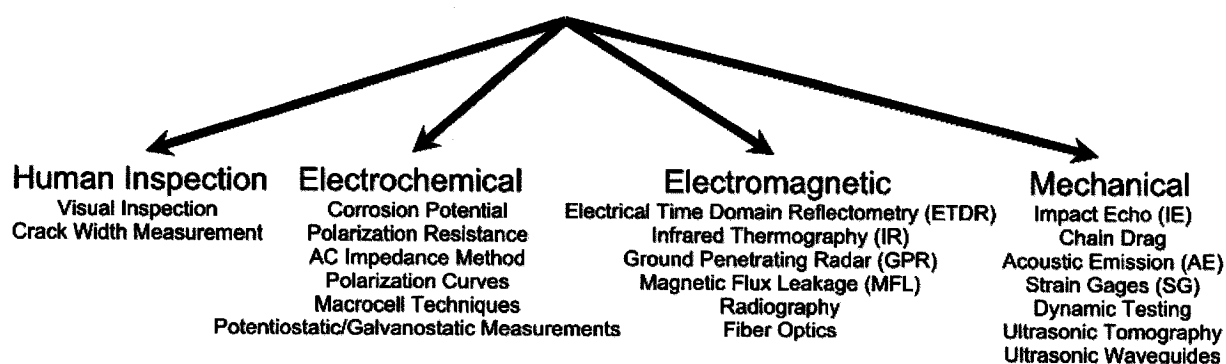 Human Inspection
Visual Inspection
Crack Width Measurement
Electrochemical
Corrosion Potential
Polarization Resistance
AC Impedance Method
Polarization Curves
Macrocell Techniques
Potentiostatic/Galvanostatic Measurements
Electromagnetic
Electrical Time Domain Reflectometry (ETDR)
Infrared Thermography (IR)
Ground Penetrating Radar (GPR)
Magnetic Flux Leakage (MFL)
Radiography
Fiber Optics
Mechanical
Impact Echo (IE)
Chain Drag
Acoustic Emission (AE)
Strain Gages (SG)
Dynamic Testing
Ultrasonic Tomography
Ultrasonic Waveguides